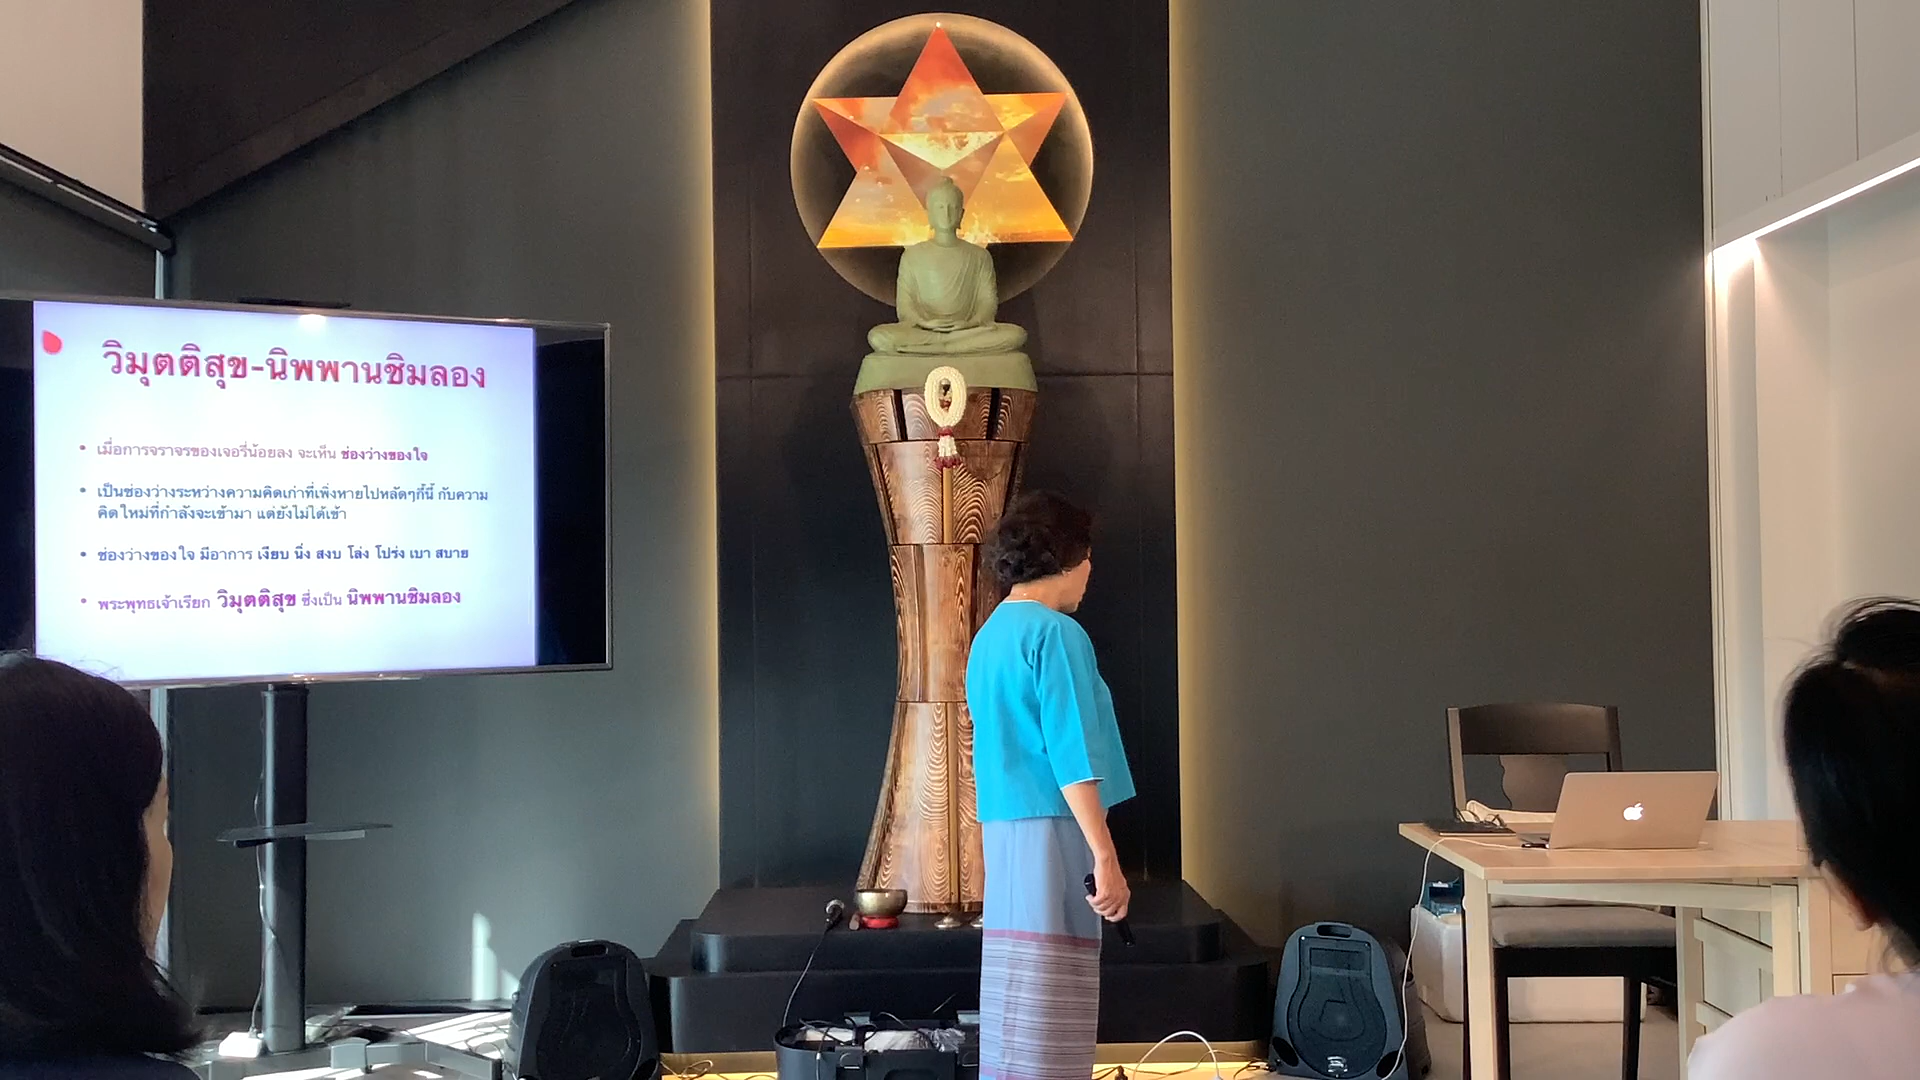 วิมุตติสุข-นิพพานชิมลอง
• เมื่อการจราจรของเจอรี่น้อยลง จะเห็น ช่องว่างของใจ
• เป็นช่องว่างระหว่างความคิดเก่าที่เพิ่งหายไปหลัดๆกี้นี้ กับความ
คิดใหม่ที่กำลังจะเข้ามา แต่ยังไม่ได้เข้า
• ช่องว่างของใจ มีอาการ เงียบ นิ่ง สงบ โล่ง โปร่ง เบา สบาย
• พระพุทธเจ้าเรียก วิมุตติสุข ซึ่งเป็น นิพพานชิมลอง